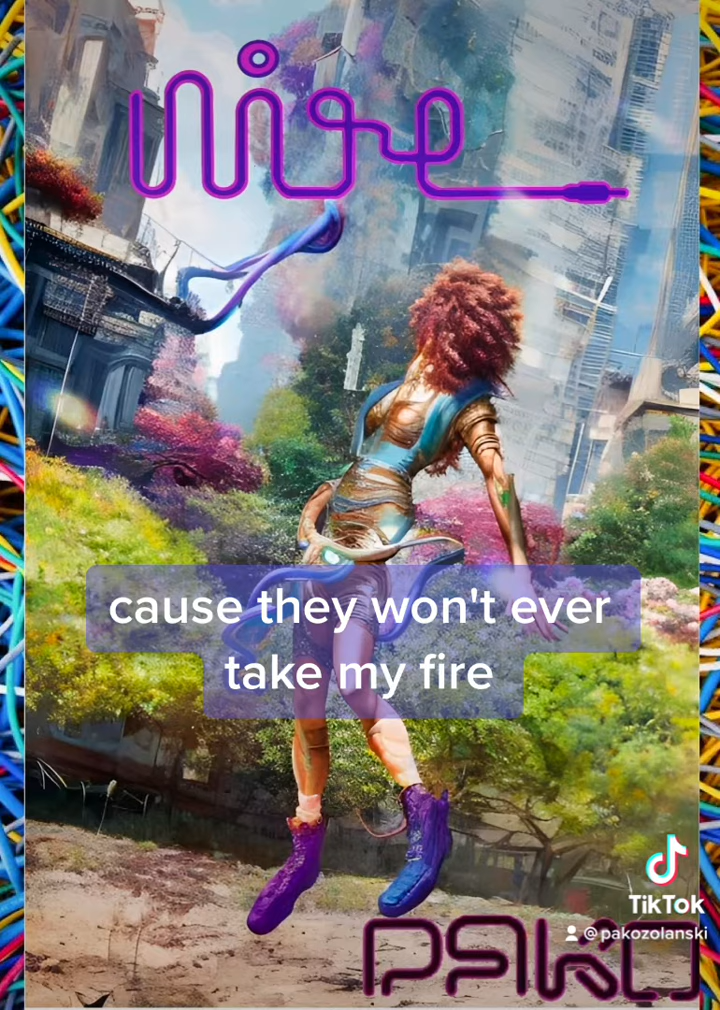 wire
cause they won't ever
take my fire
TikTok
@pakozolanski
PAKO